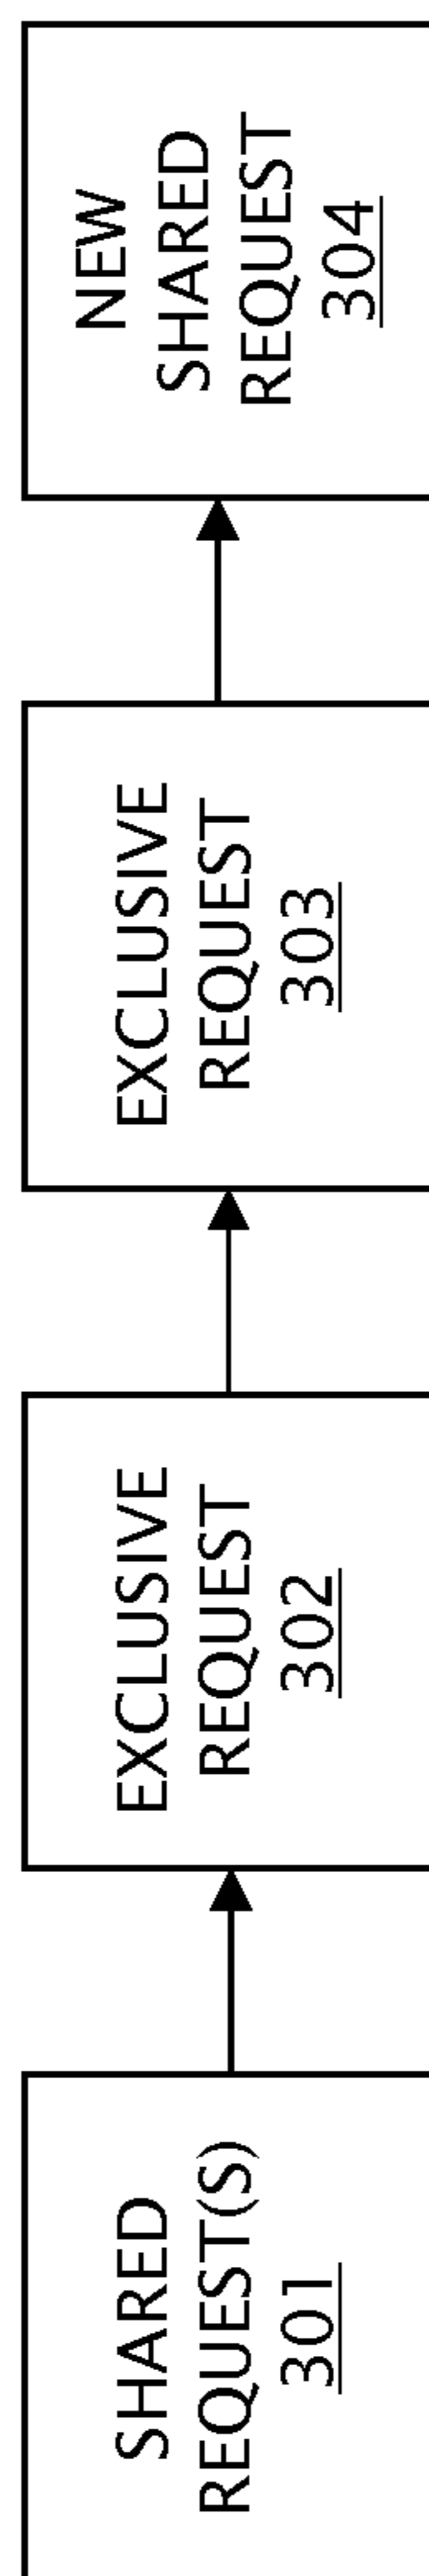 SHARED
REQUEST(S)
301
EXCLUSIVE
REQUEST
302
EXCLUSIVE
REQUEST
303
NEW
SHARED
REQUEST
304